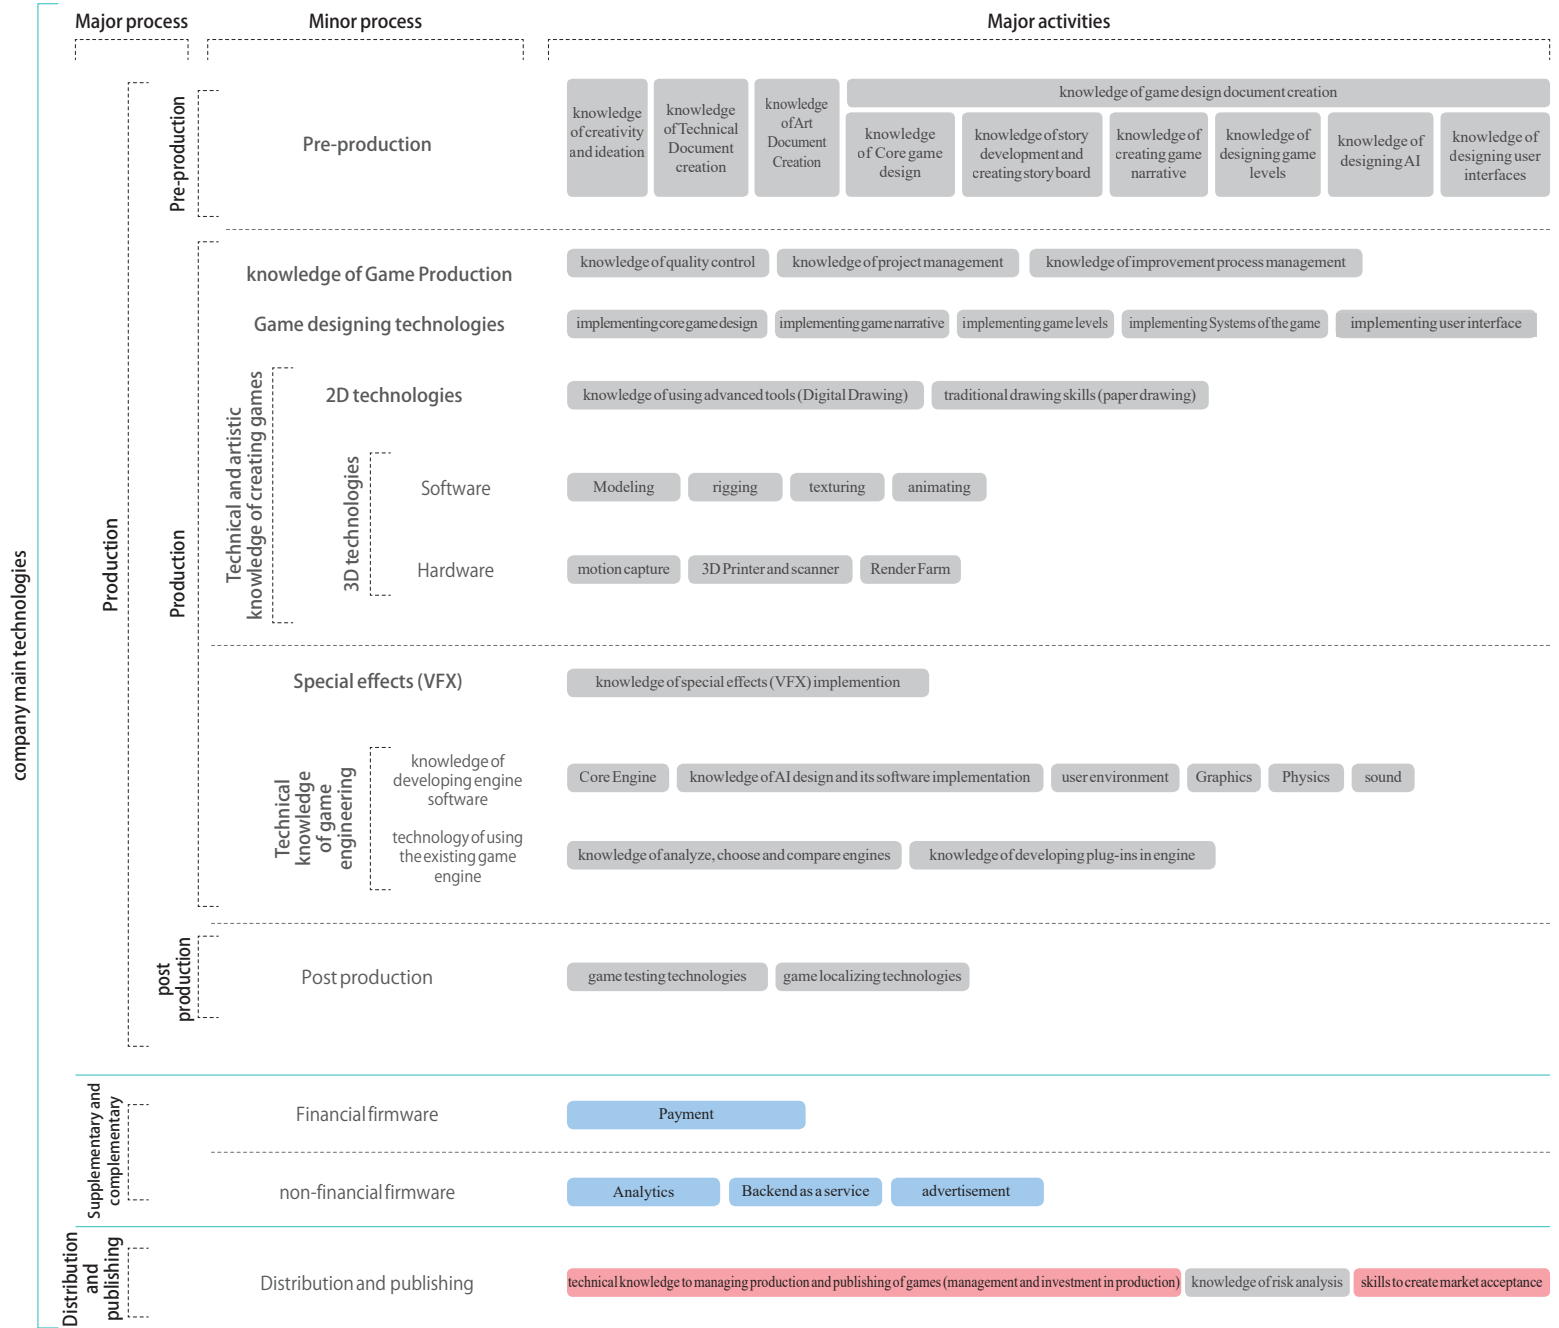 Major process
Minor process
Major activities
company main technologies
Production
Pre-production
Pre-production
knowledge
of creativity
and ideation
knowledge
of Technical
Document
creation
knowledge
of Art
Document
Creation
knowledge of game design document creation
knowledge
of Core game
design
knowledge of story
development and
creating story board
knowledge of
creating game
narrative
knowledge of
designing game
levels
knowledge of
designing AI
knowledge of
designing user
interfaces
Production
knowledge of Game Production
knowledge of quality control
knowledge of project management
knowledge of improvement process management
Game designing technologies
implementing core game design
implementing game narrative
implementing game levels
implementing Systems of the game
implementing user interface
Technical and artistic
knowledge of creating games
2D technologies
knowledge of using advanced tools (Digital Drawing)
traditional drawing skills (paper drawing)
3D technologies
Software
Modeling
rigging
texturing
animating
Hardware
motion capture
3D Printer and scanner
Render Farm
Special effects (VFX)
knowledge of special effects (VFX) implemention
Technical
knowledge
of game
engineering
knowledge of
developing engine
software
Core Engine
knowledge of AI design and its software implementation
user environment
Graphics
Physics
sound
technology of using
the existing game
engine
knowledge of analyze, choose and compare engines
knowledge of developing plug-ins in engine
post
production
Post production
game testing technologies
game localizing technologies
Supplementary and
complementary
Financial firmware
Payment
non-financial firmware
Analytics
Backend as a service
advertisement
Distribution
and
publishing
Distribution and publishing
technical knowledge to managing production and publishing of games (management and investment in production)
knowledge of risk analysis
skills to create market acceptance